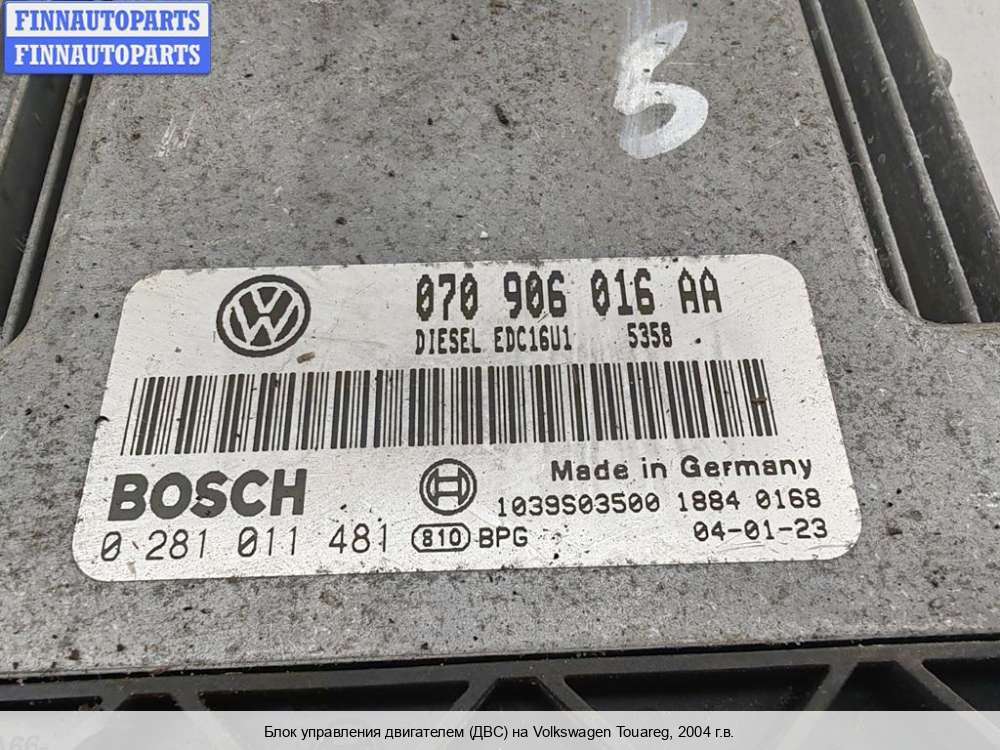 FINNAUTOPARTS
FINNAUTOPARTS
5
070 906 016 AA
DIESEL EDC16U1 5358
BOSCH
Made in Germany
1039S03500 1884 0168
0 281 011 481 810 BPG 04-01-23
Блок управления двигателем (ДВС) на Volkswagen Touareg, 2004 г.в.